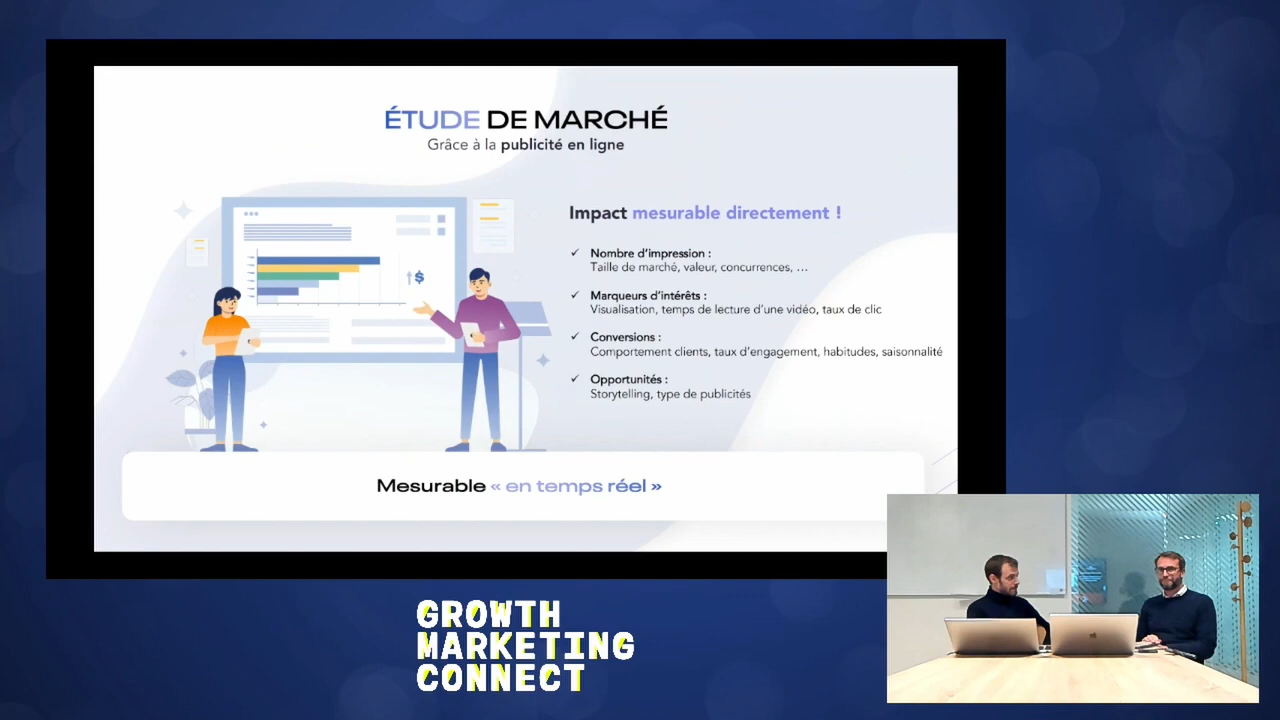 ÉTUDE DE MARCHÉ
Grâce à la publicité en ligne
Impact mesurable directement !
✓ Nombre d’impression :
Taille de marché, valeur, concurrences, …
✓ Marqueurs d’intérêts :
Visualisation, temps de lecture d’une vidéo, taux de clic
✓ Conversions :
Comportement clients, taux d’engagement, habitudes, saisonnalité
✓ Opportunités :
Storytelling, type de publicités
$
Mesurable « en temps réel »
GROWTH
MARKETING
CONNECT